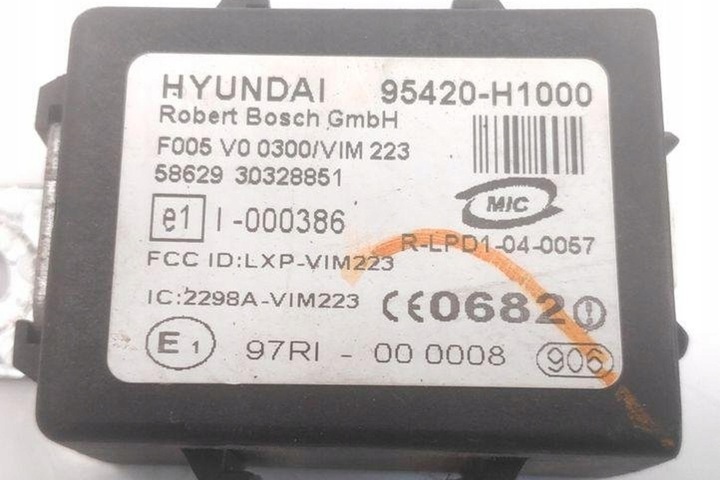 HYUNDAI 95420-H1000
Robert Bosch GmbH
F005 V0 0300/VIM 223
58629 30328851
MIC
e1 I-000386
R-LPD1-04-0057
FCC ID:LXP-VIM223
IC:2298A-VIM223 CE0682
E1 97RI - 00 0008 906